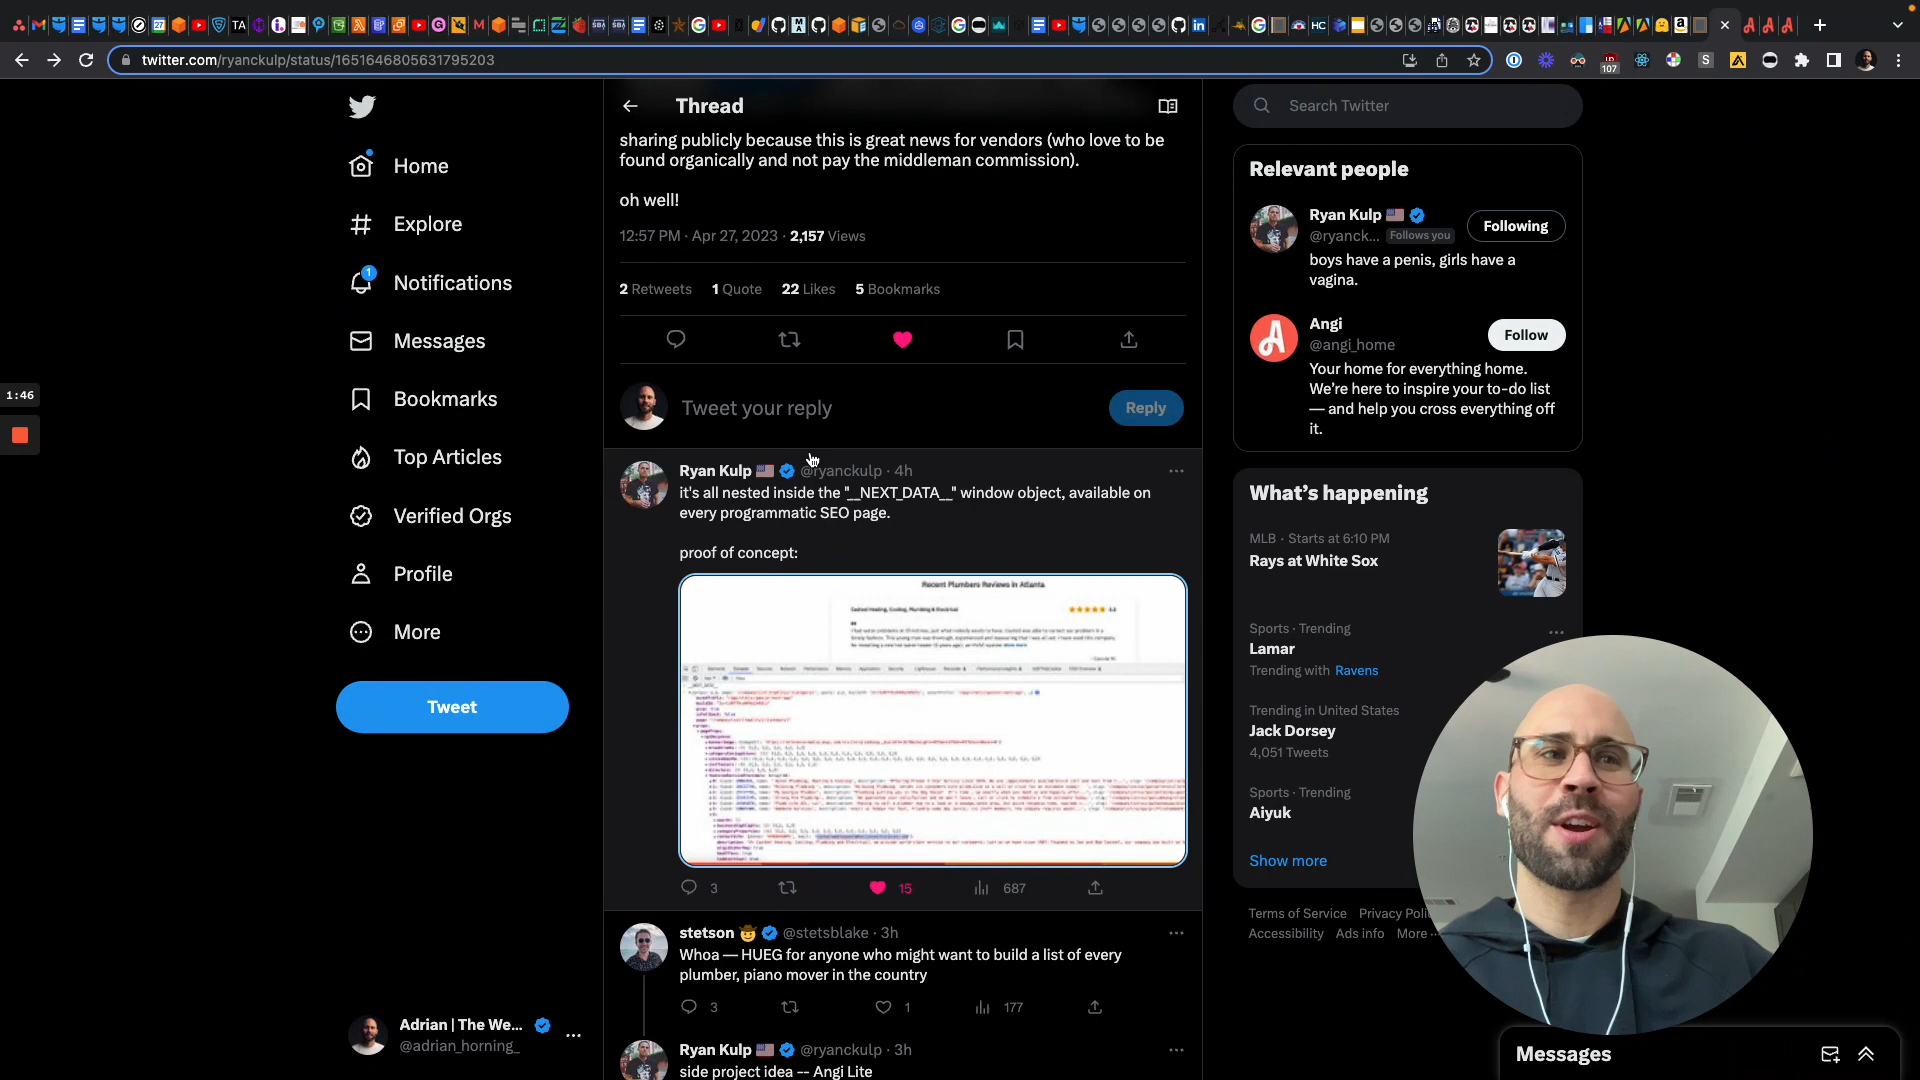 twitter.com/ryanckulp/status/1651646805631795203
107
Thread
Search Twitter
sharing publicly because this is great news for vendors (who love to be
found organically and not pay the middleman commission).
oh well!
12:57 PM · Apr 27, 2023 · 2,157 Views
2 Retweets 1 Quote 22 Likes 5 Bookmarks
Tweet your reply
Reply
Ryan Kulp @ryanckulp · 4h
it's all nested inside the "__NEXT_DATA__" window object, available on
every programmatic SEO page.
proof of concept:
Recent Plumbers Reviews in Atlanta
3 15 687
stetson @stetsblake · 3h
Whoa — HUEG for anyone who might want to build a list of every
plumber, piano mover in the country
3 1 177
Ryan Kulp @ryanckulp · 3h
side project idea -- Angi Lite
Home
Explore
1
Notifications
Messages
Bookmarks
Top Articles
Verified Orgs
Profile
More
Tweet
Adrian | The We...
@adrian_horning_
1:46
Relevant people
Ryan Kulp
@ryanck... Follows you
Following
boys have a penis, girls have a
vagina.
Angi
@angi_home
Follow
Your home for everything home.
We're here to inspire your to-do list
— and help you cross everything off
it.
What's happening
MLB · Starts at 6:10 PM
Rays at White Sox
Sports · Trending
Lamar
Trending with Ravens
Trending in United States
Jack Dorsey
4,051 Tweets
Sports · Trending
Aiyuk
Show more
Terms of Service Privacy Poli
Accessibility Ads info More ...
Messages